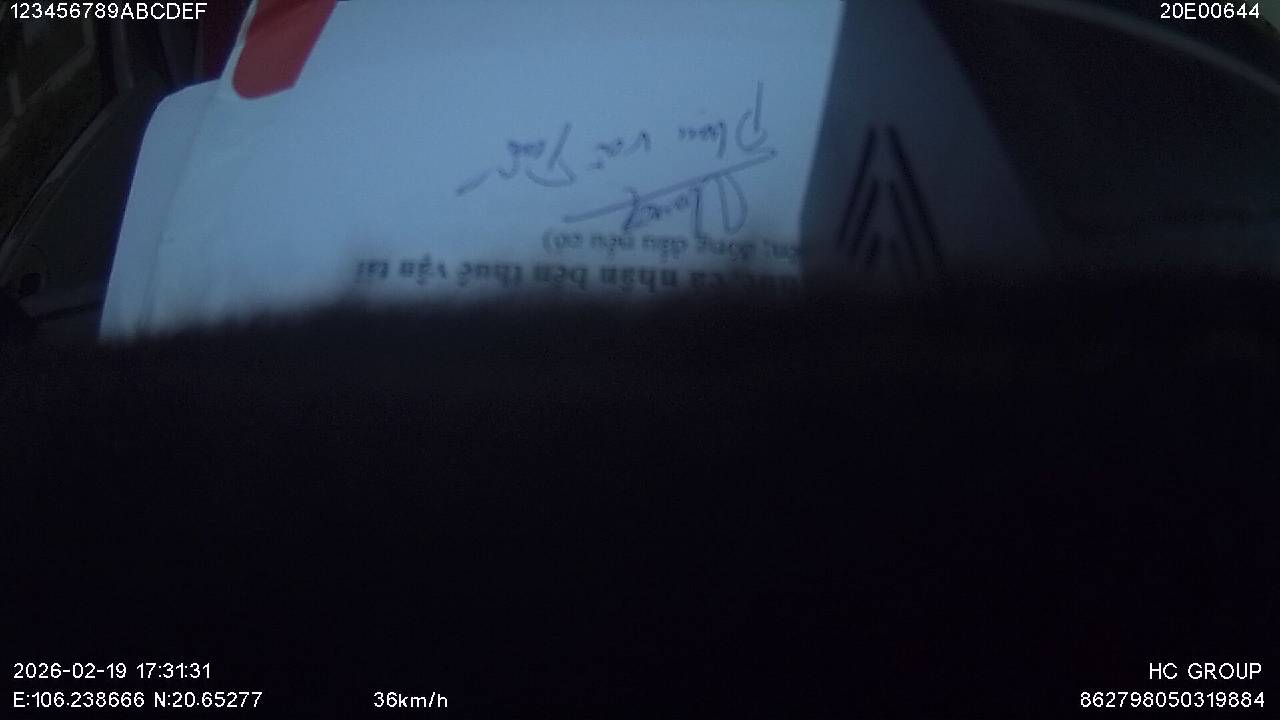 123456789ABCDEF
20E00644
cá nhân bên thuê vận tải
đóng dấu nếu có)
2026-02-19 17:31:31
E:106.238666 N:20.65277
36km/h
HC GROUP
862798050319884